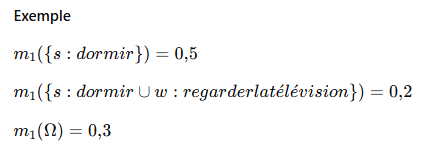 Exemple
m₁({s : dormir}) = 0,5
m₁({s : dormir ∪ w : regarderlatélévision}) = 0,2
m₁(Ω) = 0,3